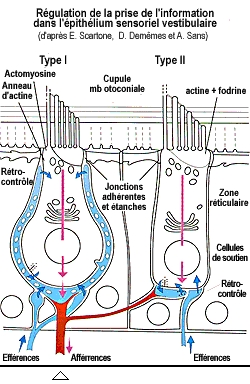 Régulation de la prise de l'information
dans l'épithélium sensoriel vestibulaire
(d'après E. Scartone, D. Demêmes et A. Sans)
Type I
Type II
Actomyosine
Anneau
d'actine
Cupule
mb otoconiale
actine + fodrine
Rétro-
contrôle
Jonctions
adhérentes
et étanches
Zone
réticulaire
Cellules
de soutien
Rétro-
contrôle
Efférences
Afférences
Efférences